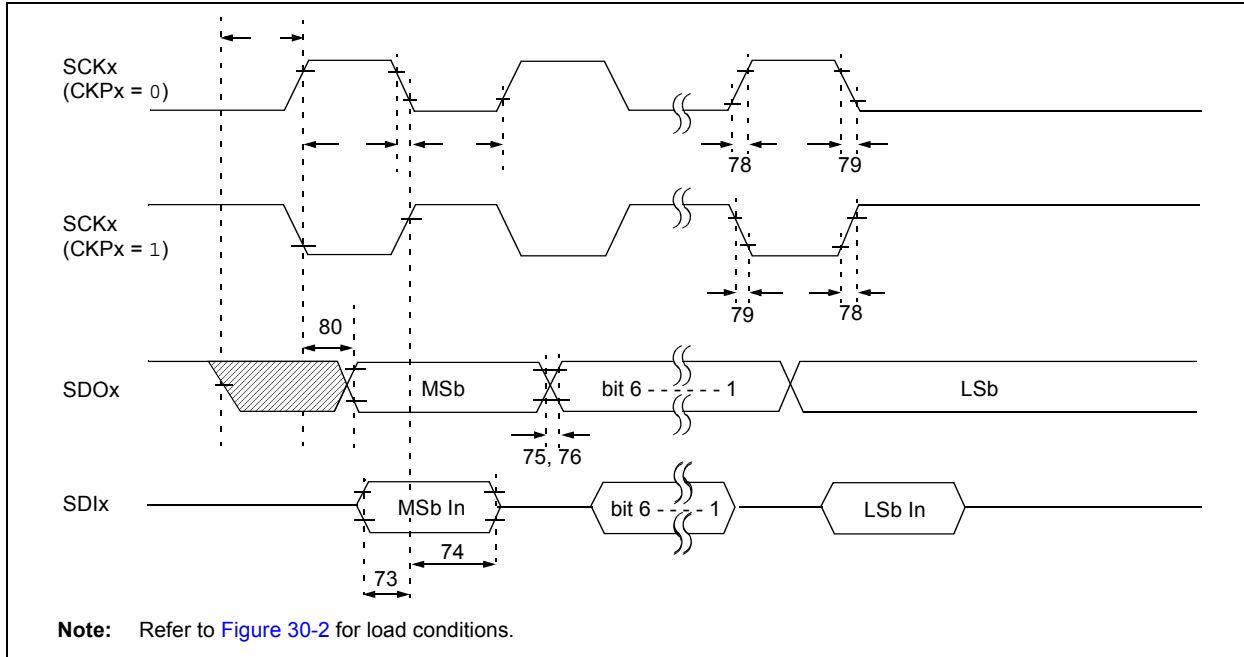 SCKx
(CKPx = 0)
78
79
SCKx
(CKPx = 1)
79
78
80
SDOx
MSb
bit 6 - - - - - - 1
LSb
75, 76
SDIx
MSb In
bit 6 - - - - - 1
LSb In
74
73
Note: Refer to Figure 30-2 for load conditions.